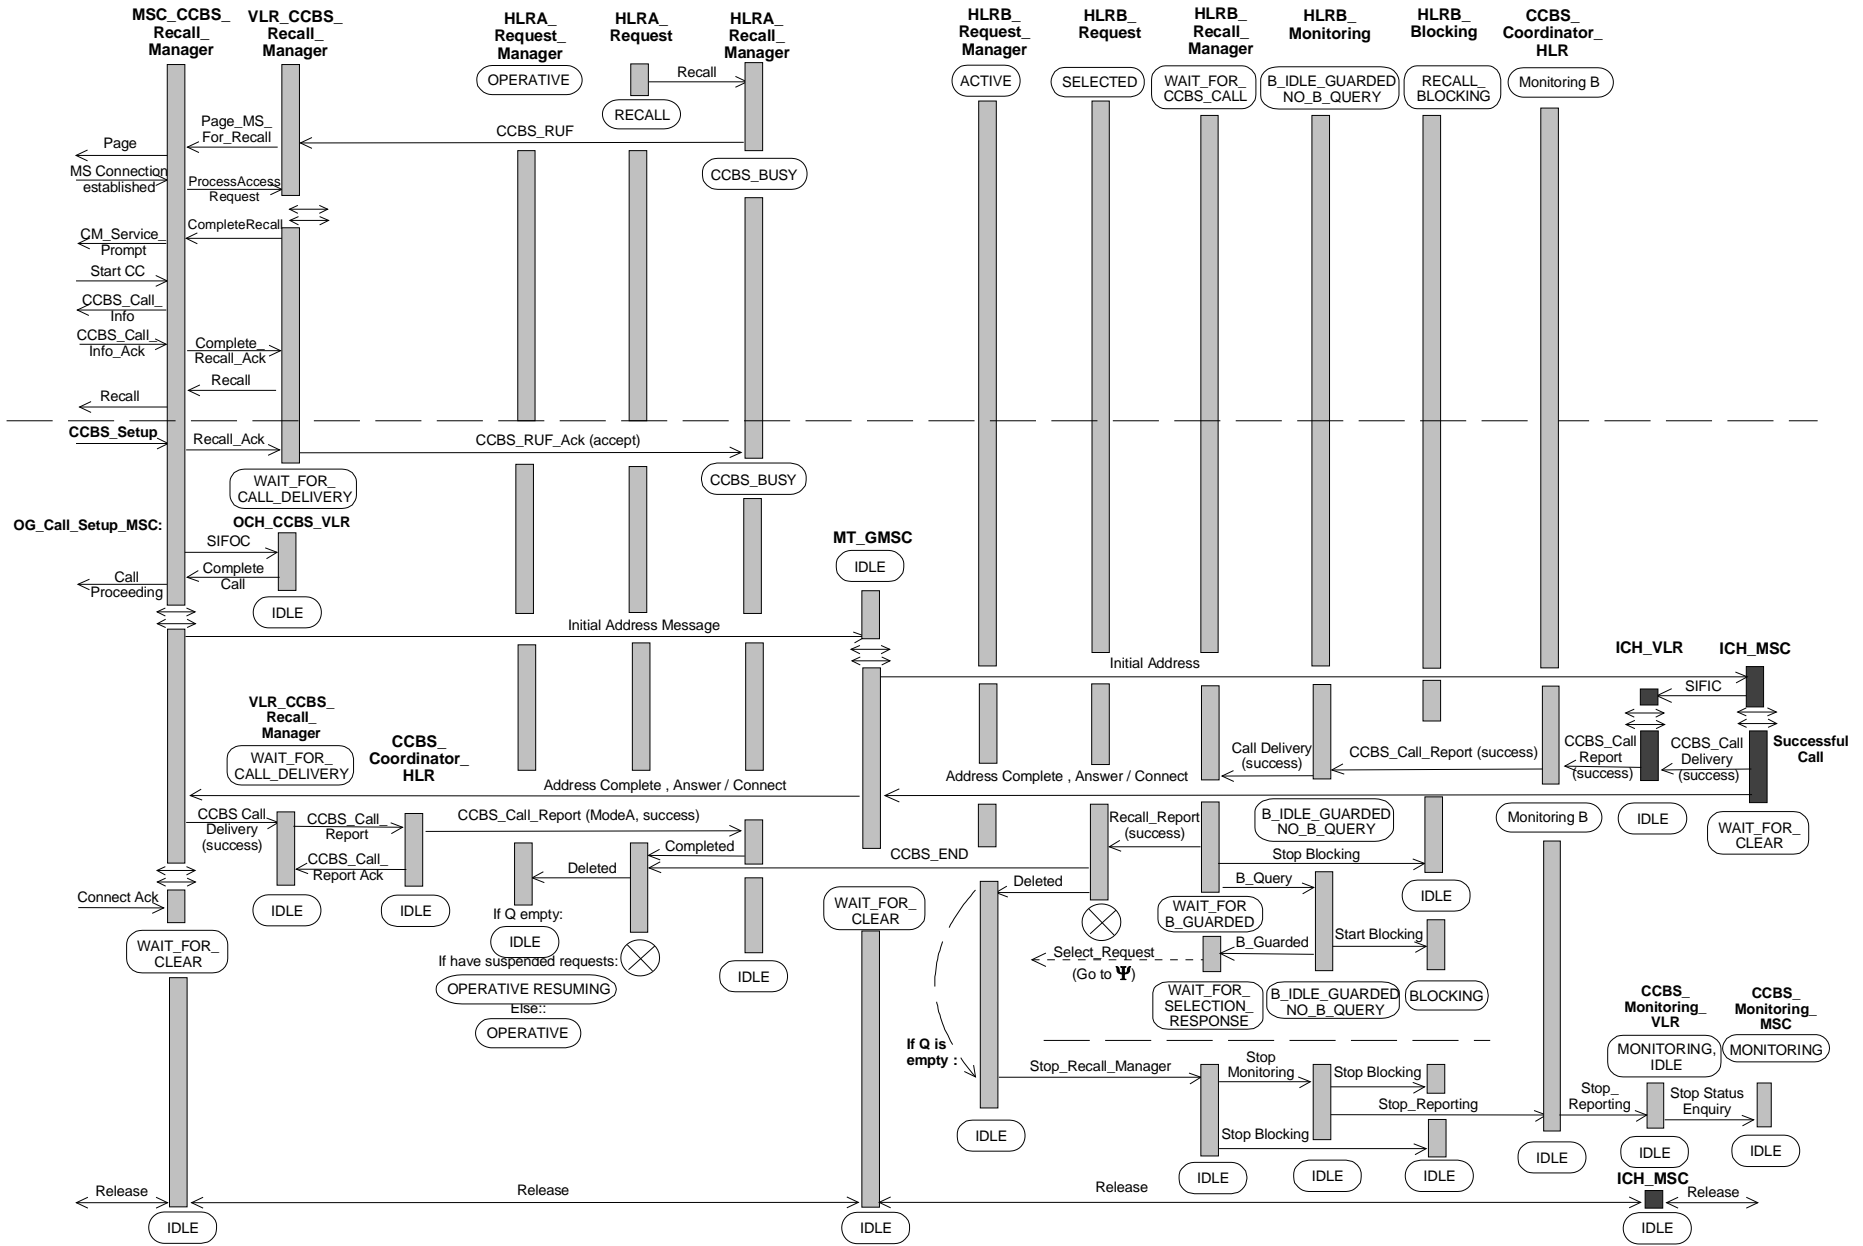 MSC_CCBS_
Recall_
Manager
VLR_CCBS_
Recall_
Manager
HLRA_
Request_
Manager
HLRA_
Request
HLRA_
Recall_
Manager
HLRB_
Request_
Manager
HLRB_
Request
HLRB_
Recall_
Manager
HLRB_
Monitoring
HLRB_
Blocking
CCBS_
Coordinator_
HLR
OPERATIVE
Recall
RECALL
ACTIVE
SELECTED
WAIT_FOR_
CCBS_CALL
B_IDLE_GUARDED
NO_B_QUERY
RECALL_
BLOCKING
Monitoring B
Page_MS_
For_Recall
CCBS_RUF
Page
MS Connection
established
ProcessAccess
Request
CCBS_BUSY
CompleteRecall
CM_Service_
Prompt
Start CC
CCBS_Call_
Info
CCBS_Call_
Info_Ack
Complete_
Recall_Ack
Recall
Recall
CCBS_Setup
Recall_Ack
CCBS_RUF_Ack (accept)
WAIT_FOR_
CALL_DELIVERY
CCBS_BUSY
OG_Call_Setup_MSC:
OCH_CCBS_VLR
SIFOC
Complete
Call
Call
Proceeding
IDLE
MT_GMSC
IDLE
Initial Address Message
Initial Address
ICH_VLR
ICH_MSC
SIFIC
VLR_CCBS_
Recall_
Manager
WAIT_FOR_
CALL_DELIVERY
CCBS_
Coordinator_
HLR
Call Delivery
(success)
CCBS_Call_Report (success)
CCBS_Call
Report
(success)
CCBS_Call
Delivery
(success)
Successful
Call
Address Complete , Answer / Connect
Address Complete , Answer / Connect
CCBS Call
Delivery
(success)
CCBS_Call_
Report
CCBS_Call_
Report Ack
CCBS_Call_Report (ModeA, success)
Completed
Deleted
CCBS_END
Recall_Report
(success)
B_IDLE_GUARDED
NO_B_QUERY
Monitoring B
IDLE
WAIT_FOR_
CLEAR
Stop Blocking
Deleted
B_Query
IDLE
Connect Ack
IDLE
IDLE
If Q empty:
IDLE
If have suspended requests:
OPERATIVE RESUMING
Else::
OPERATIVE
IDLE
WAIT_FOR_
CLEAR
WAIT_FOR_
CLEAR
WAIT_FOR
B_GUARDED
B_Guarded
Start Blocking
Select_Request
(Go to Ψ)
WAIT_FOR_
SELECTION_
RESPONSE
B_IDLE_GUARDED
NO_B_QUERY
BLOCKING
CCBS_
Monitoring_
VLR
CCBS_
Monitoring_
MSC
MONITORING,
IDLE
MONITORING
If Q is
empty :
Stop_Recall_Manager
Stop
Monitoring
Stop Blocking
Stop_Reporting
Stop_
Reporting
Stop Status
Enquiry
Stop Blocking
IDLE
IDLE
IDLE
IDLE
IDLE
IDLE
IDLE
ICH_MSC
Release
Release
Release
Release
IDLE
IDLE
IDLE